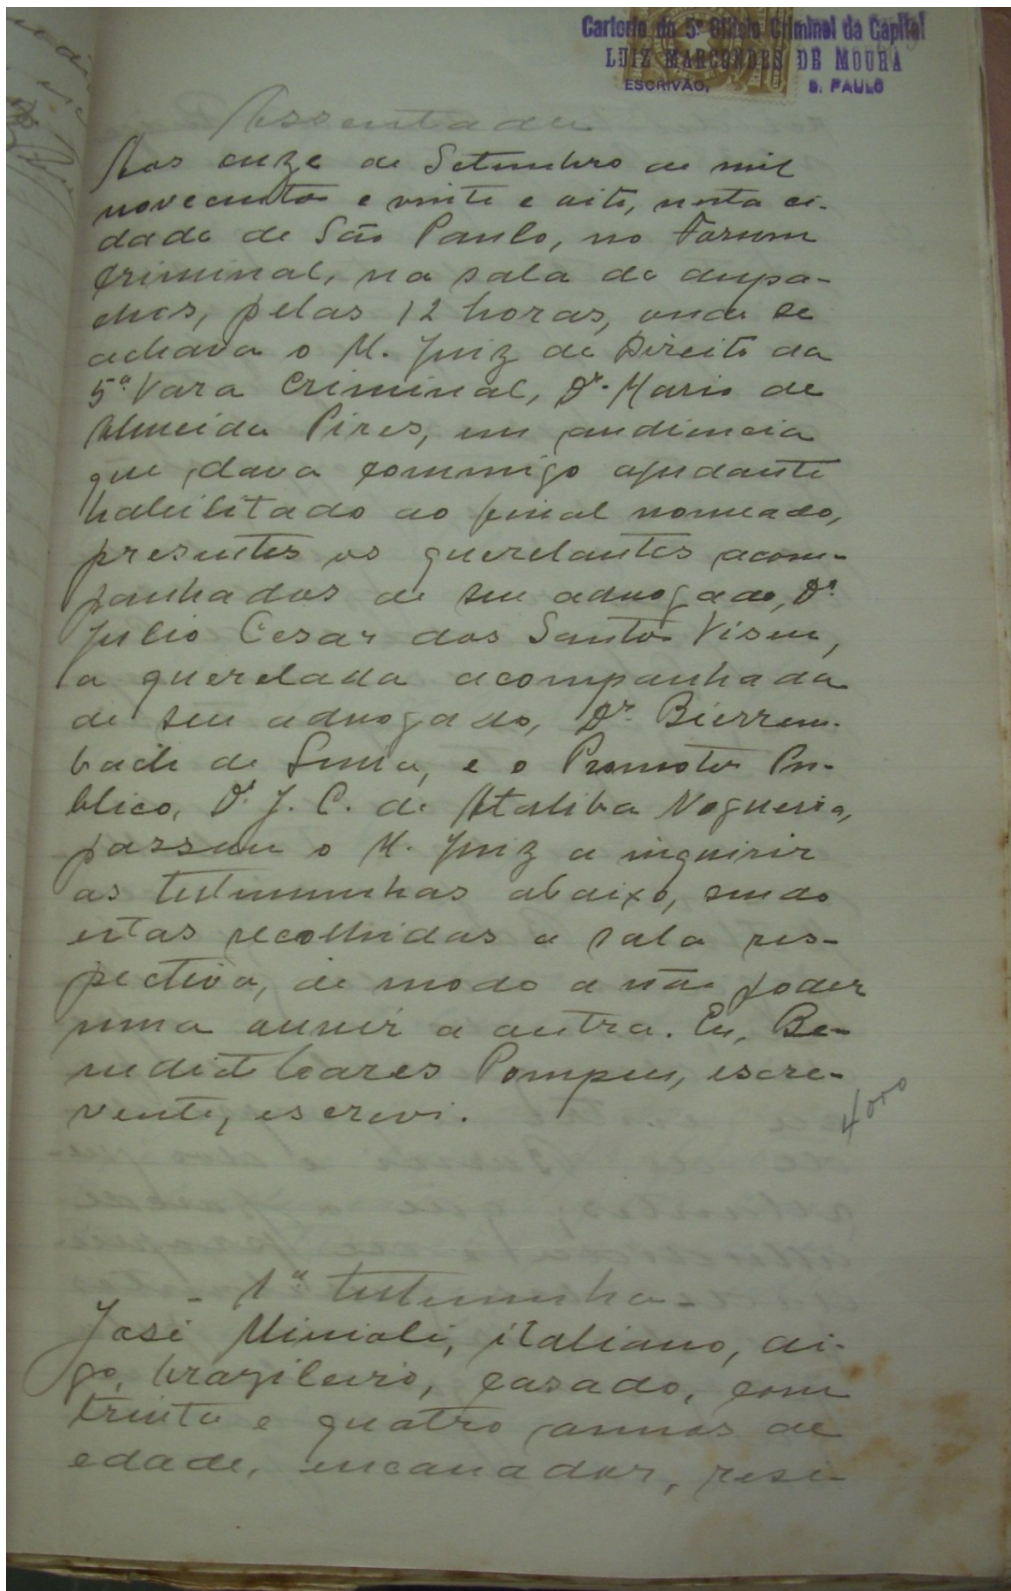 Cartorio do 5º Officio Criminal da Capital
LUIZ MARCONDES DE MOURA
ESCRIVÃO, S. PAULO
Assentada
Aos onze de Setembro de mil
novecentos e vinte e oito, nesta ci-
dade de São Paulo, no Forum
Criminal, na sala de despa-
chos, pelas 12 horas, onde se
achava o M. Juiz de Direito da
5ª Vara Criminal, Dr. Mario de
Almeida Pires, em audiencia
que dava commigo ajudante
habilitado ao final nomeado,
presentes os querelantes acom-
panhados de seu advogado, Dr.
Julio Cesar dos Santos Viseu,
a querelada acompanhada
de seu advogado, Dr. Bierrem-
bach de Lima, e o Promotor Pu-
blico, Dr. J. C. de Ataliba Nogueira,
passou o M. Juiz a inquirir
as testemunhas abaixo, sendo
estas recolhidas a sala res-
pectiva, de modo a não poder
uma ouvir a outra. Eu, Be-
nedicto Soares Pompeu, escre-
vente, escrevi.
4000
- 1ª testemunha -
José, italiano, di-
go, brazileiro, casado, com
trinta e quatro annos de
edade, encanador, resi-